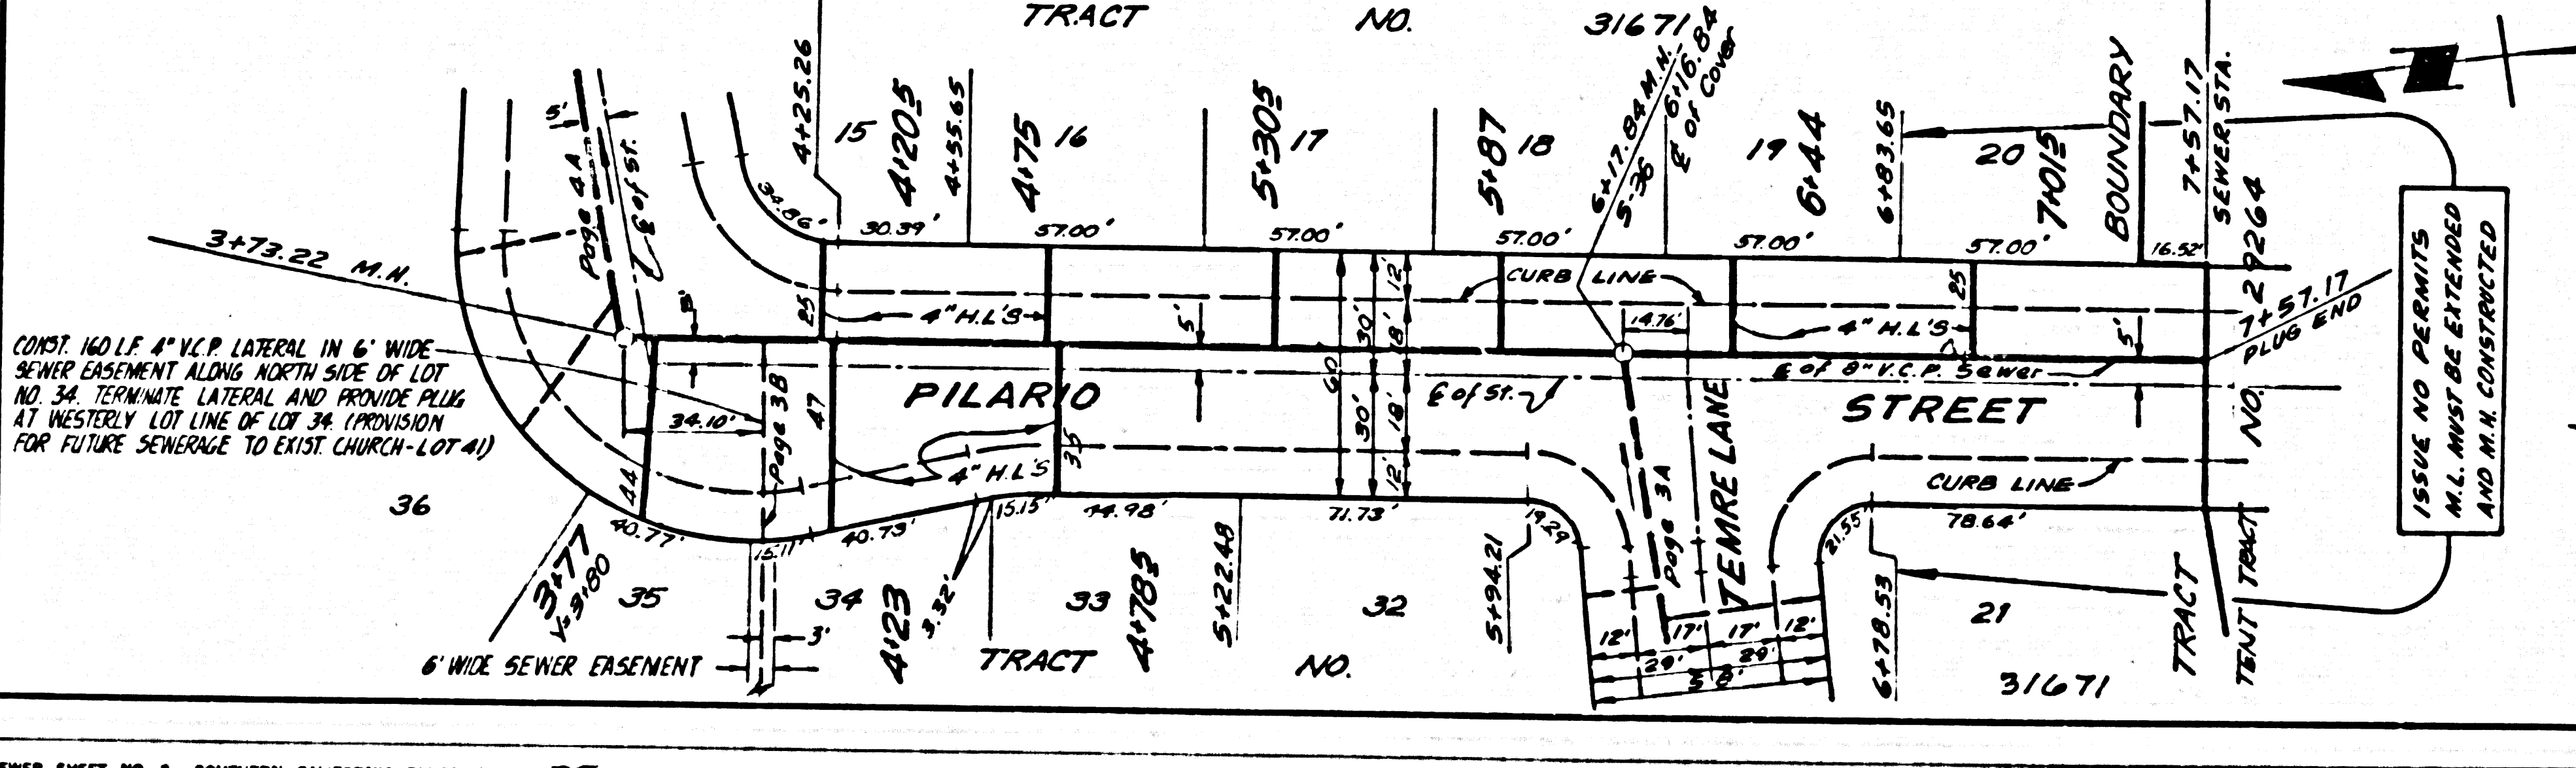 TRACT NO. 31671
4+25.26
15
4+205
4+55.65
4+75
16
5+305
17
5+87
18
6+17.84 M.H.
5-36
6+16.84
℄ of Cover
19
6+44
6+83.65
20
7+015
BOUNDARY
7+57.17
SEWER STA.
5'
Page 4A
℄ of St.
34.86'
30.39'
57.00'
57.00'
57.00'
57.00'
57.00'
16.52'
3+73.22 M.H.
25
4" H.L'S
5'
12'
30'
18'
60
CURB LINE
14.76'
4" H.L'S
25
5'
7+57.17
PLUG END
CONST. 160 L.F. 4" V.C.P. LATERAL IN 6' WIDE
SEWER EASEMENT ALONG NORTH SIDE OF LOT
NO. 34. TERMINATE LATERAL AND PROVIDE PLUG
AT WESTERLY LOT LINE OF LOT 34. (PROVISION
FOR FUTURE SEWERAGE TO EXIST. CHURCH-LOT 41)
34.10'
Page 3B
47
PILARIO
STREET
℄ of St.
℄ of 8" V.C.P. Sewer
30'
18'
12'
4" H.L'S
35
44
36
Page 3A
TEMRE LANE
CURB LINE
40.77'
15.11'
40.73'
15.15'
44.98'
71.73'
19.29
21.55
78.64'
3+77
V=3+80
35
34
4+23
3.32'
33
4+785
5+22.48
32
5+94.21
6+78.53
21
3'
6' WIDE SEWER EASEMENT
12'
17'
17'
12'
29'
29'
58'
TRACT NO. 31671
TRACT NO. 29264
TENT TRACT
ISSUE NO PERMITS
M.L. MUST BE EXTENDED
AND M.H. CONSTRUCTED